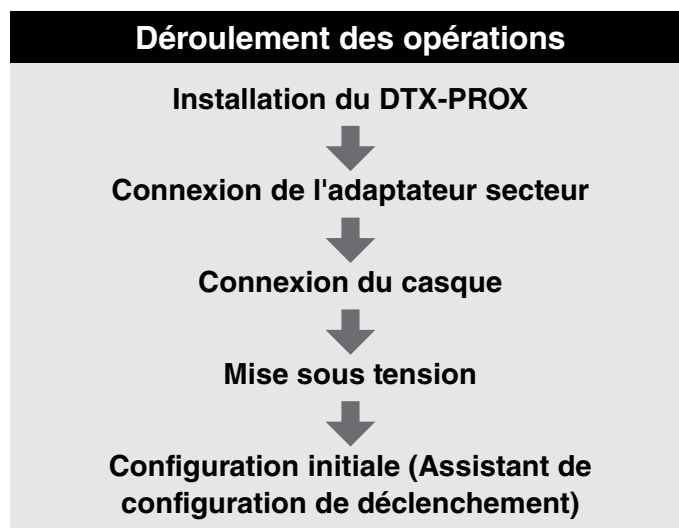 Déroulement des opérations
Installation du DTX-PROX
Connexion de l'adaptateur secteur
Connexion du casque
Mise sous tension
Configuration initiale (Assistant de
configuration de déclenchement)